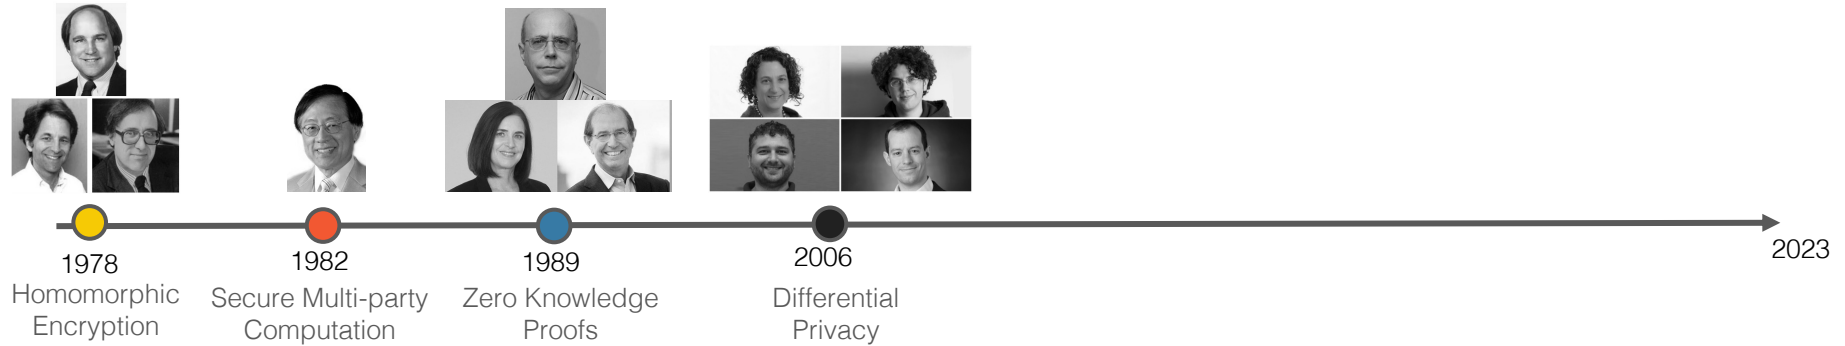 1978
Homomorphic
Encryption
1982
Secure Multi-party
Computation
1989
Zero Knowledge
Proofs
2006
Differential
Privacy
2023